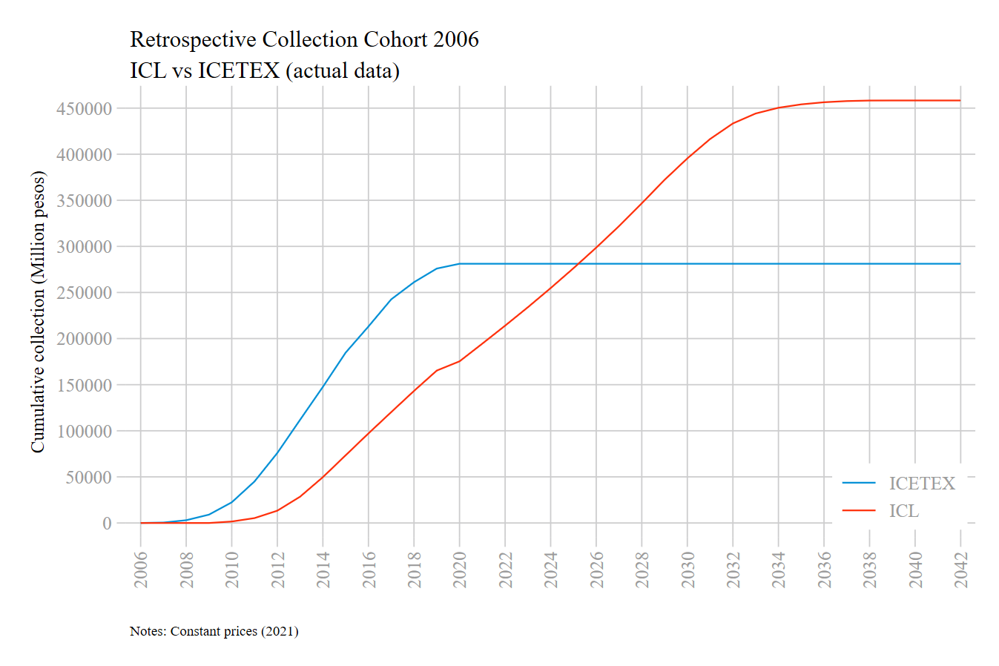 Retrospective Collection Cohort 2006
ICL vs ICETEX (actual data)
Cumulative collection (Million pesos)
450000
400000
350000
300000
250000
200000
150000
100000
50000
0
ICETEX
ICL
2006 2008 2010 2012 2014 2016 2018 2020 2022 2024 2026 2028 2030 2032 2034 2036 2038 2040 2042
Notes: Constant prices (2021)